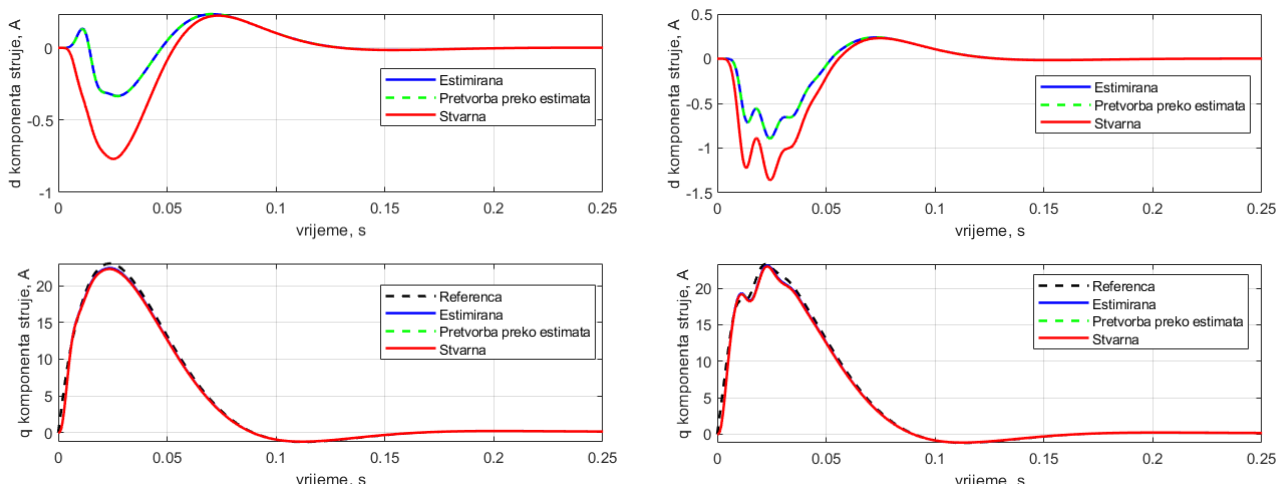 d komponenta struje, A
0
-0.5
-1
Estimirana
Pretvorba preko estimata
Stvarna
0 0.05 0.1 0.15 0.2 0.25
vrijeme, s
d komponenta struje, A
0.5
0
-0.5
-1
-1.5
Estimirana
Pretvorba preko estimata
Stvarna
0 0.05 0.1 0.15 0.2 0.25
vrijeme, s
q komponenta struje, A
20
15
10
5
0
Referenca
Estimirana
Pretvorba preko estimata
Stvarna
0 0.05 0.1 0.15 0.2 0.25
vrijeme, s
q komponenta struje, A
20
15
10
5
0
Referenca
Estimirana
Pretvorba preko estimata
Stvarna
0 0.05 0.1 0.15 0.2 0.25
vrijeme, s